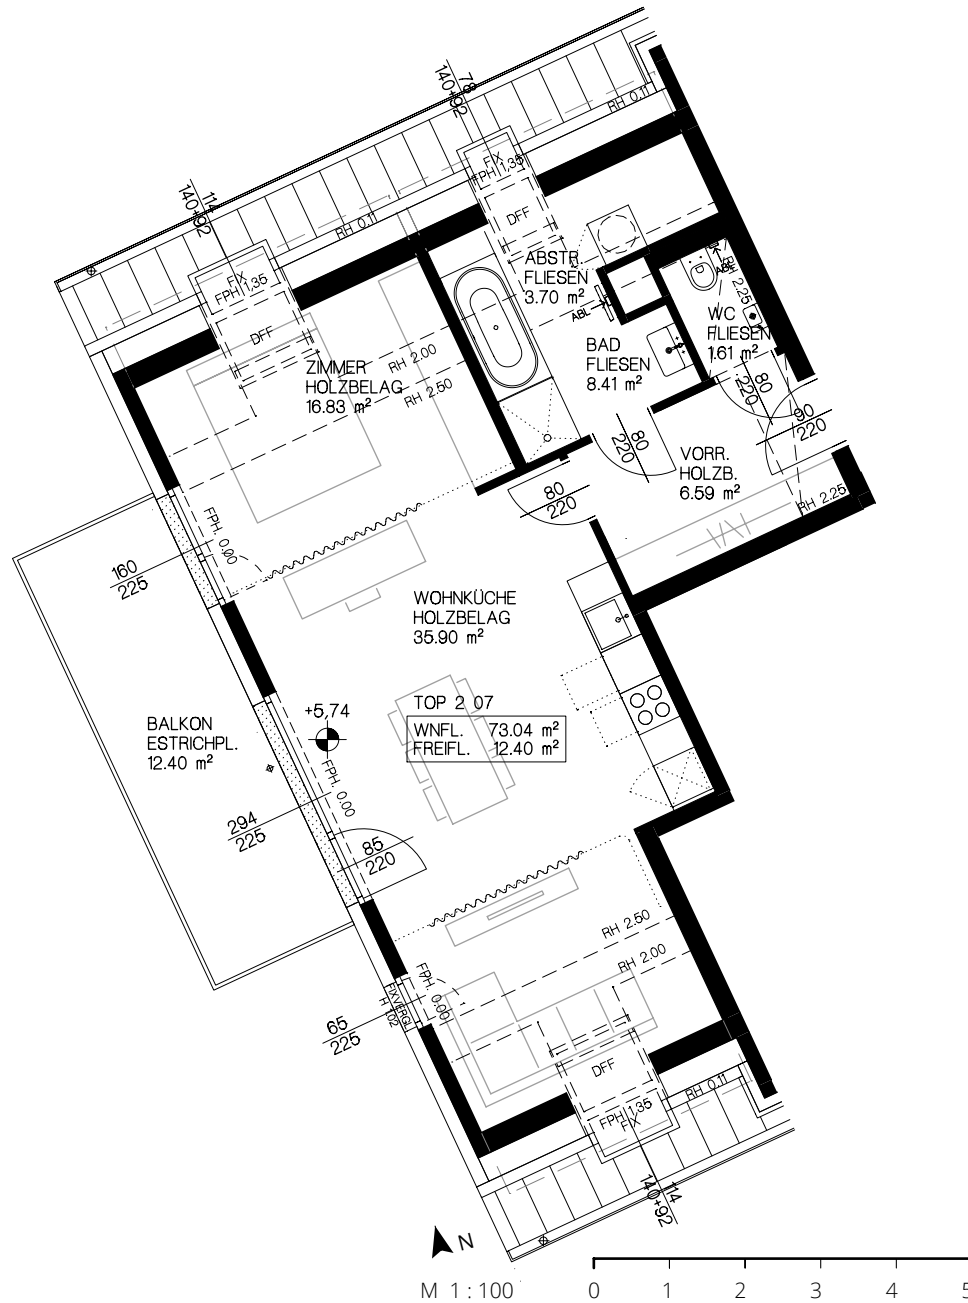 78
140+92
RH 0.11
FIX
FPH 1,35
DFF
114
140+92
RH 0.11
FIX
FPH 1,35
DFF
ABSTR.
FLIESEN
3.70 m²
ABL
ABL
RH 2.25
WC
FLIESEN
1.61 m²
BAD
FLIESEN
8.41 m²
ZIMMER
HOLZBELAG
16.83 m²
RH 2.00
RH 2.50
80
220
90
220
80
220
VORR.
HOLZB.
6.59 m²
RH 2.25
80
220
FPH. 0.00
160
225
WOHNKÜCHE
HOLZBELAG
35.90 m²
TOP 2 07
WNFL. 73.04 m²
FREIFL. 12.40 m²
+5,74
BALKON
ESTRICHPL.
12.40 m²
FPH. 0.00
294
225
85
220
RH 2.50
RH 2.00
FPH. 0.00
FIXVERGL.
H 102
65
225
DFF
RH 0.11
FPH 1,35
FIX
114
140+92
N
M 1:100
0 1 2 3 4 5